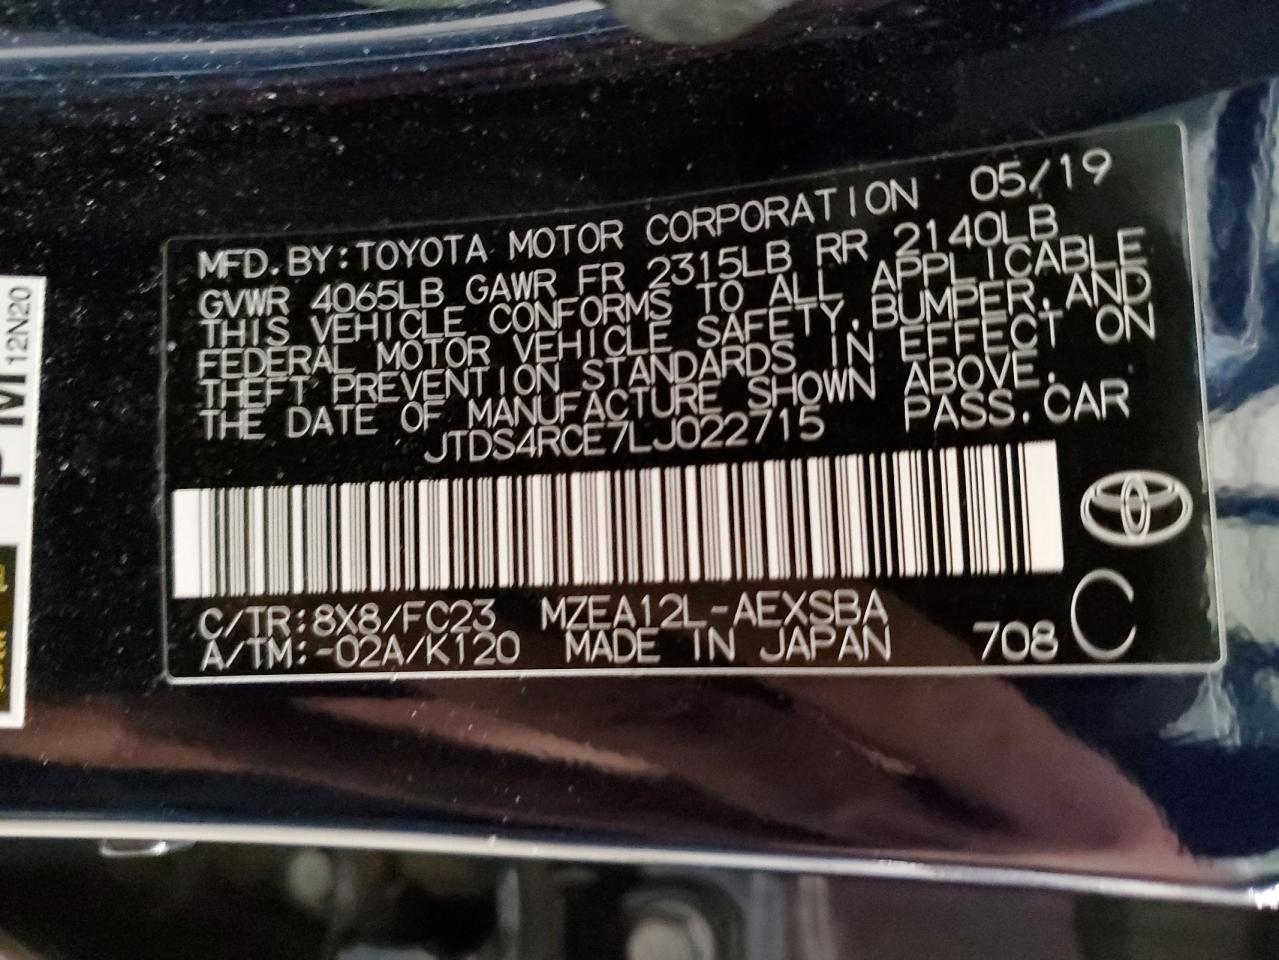 MFD.BY:TOYOTA MOTOR CORPORATION 05/19
GVWR 4065LB GAWR FR 2315LB RR 2140LB
THIS VEHICLE CONFORMS TO ALL APPLICABLE
FEDERAL MOTOR VEHICLE SAFETY,BUMPER,AND
THEFT PREVENTION STANDARDS IN EFFECT ON
THE DATE OF MANUFACTURE SHOWN ABOVE.
JTDS4RCE7LJ022715 PASS.CAR
C/TR:8X8/FC23 MZEA12L-AEXSBA
A/TM:-02A/K120 MADE IN JAPAN 708 C
12N20